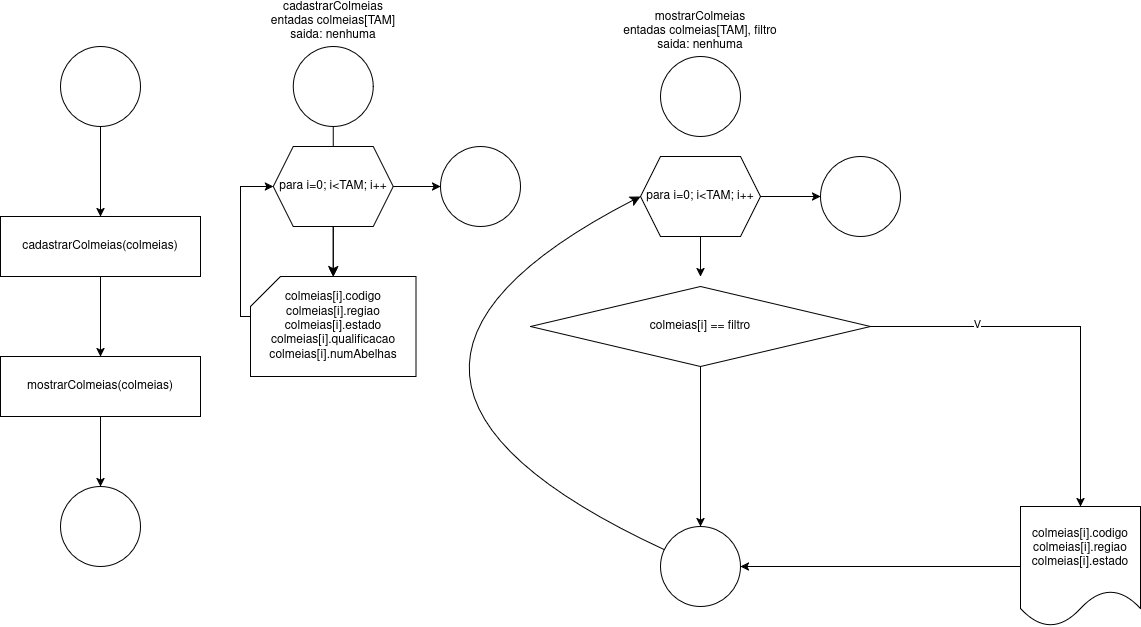 cadastrarColmeias(colmeias)
mostrarColmeias(colmeias)
cadastrarColmeias
entadas colmeias[TAM]
saida: nenhuma
para i=0; i<TAM; i++
colmeias[i].codigo
colmeias[i].regiao
colmeias[i].estado
colmeias[i].qualificacao
colmeias[i].numAbelhas
mostrarColmeias
entadas colmeias[TAM], filtro
saida: nenhuma
para i=0; i<TAM; i++
colmeias[i] == filtro
V
colmeias[i].codigo
colmeias[i].regiao
colmeias[i].estado